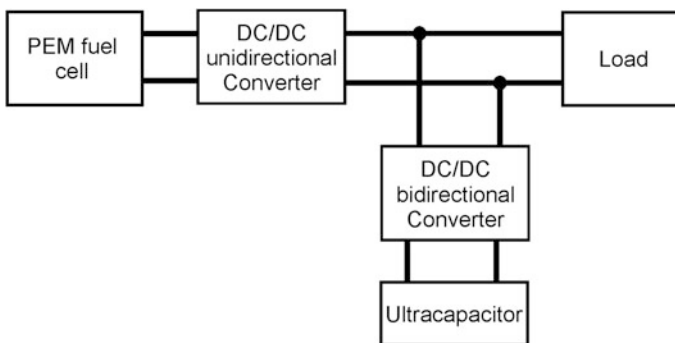 PEM fuel
cell
DC/DC
unidirectional
Converter
Load
DC/DC
bidirectional
Converter
Ultracapacitor